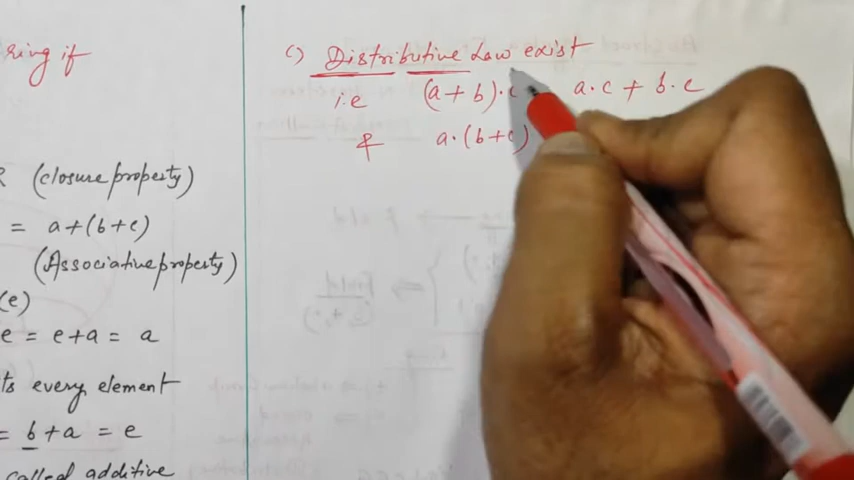 ring if
R (closure property)
= a+(b+c)
(Associative property)
(e)
e = e+a = a
ts every element
= b+a = e
called additive
c) Distributive Law exist
i.e (a+b)·c a·c + b·c
& a·(b+c)